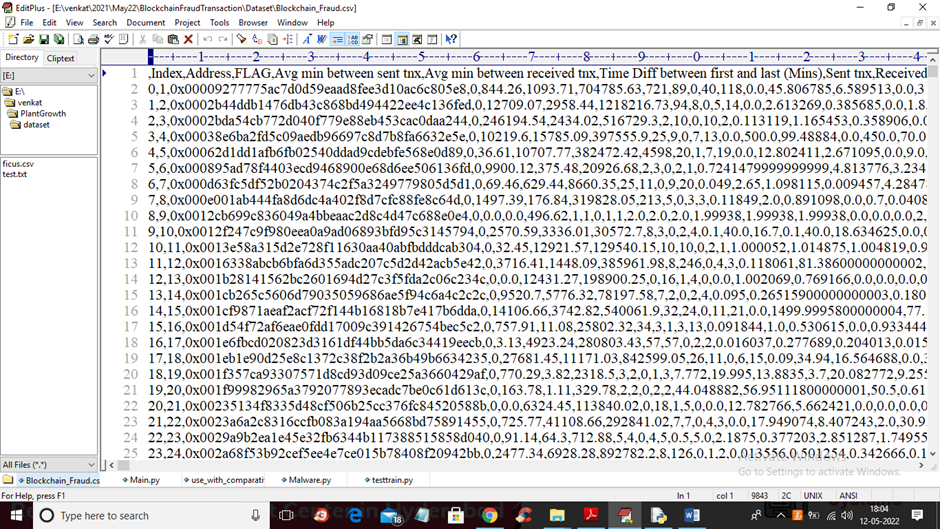 EditPlus - [E:\venkat\2021\May22\BlockchainFraudTransaction\Dataset\Blockchain_Fraud.csv]
File Edit View Search Document Project Tools Browser Window Help
Directory Cliptext
[E:]
E:\
venkat
PlantGrowth
dataset
ficus.csv
test.txt
All Files (*.*)
1 ,Index,Address,FLAG,Avg min between sent tnx,Avg min between received tnx,Time Diff between first and last (Mins),Sent tnx,Received
2 0,1,0x00009277775ac7d0d59eaad8fee3d10ac6c805e8,0,844.26,1093.71,704785.63,721,89,0,40,118,0.0,45.806785,6.589513,0.0,31
3 1,2,0x0002b44ddb1476db43c868bd494422ee4c136fed,0,12709.07,2958.44,1218216.73,94,8,0,5,14,0.0,2.613269,0.385685,0.0,1.8
4 2,3,0x0002bda54cb772d040f779e88eb453cac0daa244,0,246194.54,2434.02,516729.3,2,10,0,10,2,0.113119,1.165453,0.358906,0.0
5 3,4,0x00038e6ba2fd5c09aedb96697c8d7b8fa6632e5e,0,10219.6,15785.09,397555.9,25,9,0,7,13,0.0,500.0,99.48884,0.0,450.0,70.0
6 4,5,0x00062d1dd1afb6fb02540ddad9cdebfe568e0d89,0,36.61,10707.77,382472.42,4598,20,1,7,19,0.0,12.802411,2.671095,0.0,9.0
7 5,6,0x000895ad78f4403ecd9468900e68d6ee506136fd,0,9900.12,375.48,20926.68,2,3,0,2,1,0.7241479999999999,4.813776,3.234
8 6,7,0x000d63fc5df52b0204374c2f5a3249779805d5d1,0,69.46,629.44,8660.35,25,11,0,9,20,0.049,2.65,1.098115,0.009457,4.28478
9 7,8,0x000e001ab444fa8d6dc4a402f8d7cfc88fe8c64d,0,1497.39,176.84,319828.05,213,5,0,3,3,0.11849,2.0,0.891098,0.0,7.0,0.0408
10 8,9,0x0012cb699c836049a4bbeaac2d8c4d47c688e0e4,0,0.0,0.0,496.62,1,1,0,1,1,2.0,2.0,2.0,1.99938,1.99938,1.99938,0.0,0.0,0.0,0,2,
11 9,10,0x0012f247c9f980eea0a9ad06893bfd95c3145794,0,2570.59,3336.01,30572.7,8,3,0,2,4,0.1,40.0,16.7,0.1,40.0,18.634625,0.0,0
12 10,11,0x0013e58a315d2e728f11630aa40abfbdddcab304,0,32.45,12921.57,129540.15,10,10,0,2,1,1.000052,1.014875,1.004819,0.9
13 11,12,0x0016338abcb6bfa6d355adc207c5d2d42acb5e42,0,3716.41,1448.09,385961.98,8,246,0,4,3,0.118061,81.38600000000002,
14 12,13,0x001b28141562bc2601694d27c3f5fda2c06c234c,0,0.0,12431.27,198900.25,0,16,1,4,0,0.0,1.002069,0.769166,0.0,0.0,0.0,
15 13,14,0x001cb265c5606d79035059686ae5f94c6a4c2c2c,0,9520.7,5776.32,78197.58,7,2,0,2,4,0.095,0.26515900000000003,0.180
16 14,15,0x001cf9871aeaf2acf72f144b16818b7e417b6dda,0,14106.66,3742.82,540061.9,32,24,0,11,21,0.0,1499.9995800000004,77.
17 15,16,0x001d54f72af6eae0fdd17009c391426754bec5c2,0,757.91,11.08,25802.32,34,3,1,3,13,0.091844,1.0,0.530615,0.0,0.933444
18 16,17,0x001e6fbcd020823d3161df44bb5da6c34419eecb,0,3.13,4923.24,280803.43,57,57,0,2,2,0.016037,0.277689,0.204013,0.015
19 17,18,0x001eb1e90d25e8c1372c38f2b2a36b49b6634235,0,27681.45,11171.03,842599.05,26,11,0,6,15,0.09,34.94,16.564688,0.0,3
20 18,19,0x001f357ca93307571d8cd93d09ce25a3660429af,0,770.29,3.82,2318.5,3,2,0,1,3,7.772,19.995,13.8835,3.7,20.082772,9.255
21 19,20,0x001f99982965a3792077893ecadc7be0c61d613c,0,163.78,1.11,329.78,2,2,0,2,2,44.048882,56.95111800000001,50.5,0.61
22 20,21,0x00235134f8335d48cf506b25cc376fc84520588b,0,0.0,6324.45,113840.02,0,18,1,5,0,0.0,12.782766,5.662421,0.0,0.0,0.0,0,
23 21,22,0x0023a6a2c8316ccfb083a194aa5668bd75891455,0,725.77,41108.66,292841.02,7,7,0,4,3,0.0,17.949074,8.407243,2.0,30.9
24 22,23,0x0029a9b2ea1e45e32fb6344b117388515858d040,0,91.14,64.3,712.88,5,4,0,4,5,0.5,5.0,2.1875,0.377203,2.851287,1.74955
25 23,24,0x002a68f53b92cef5ee4e7ce015b78408f20942bb,0,2477.34,6928.28,892782.2,8,126,0,1,2,0.013556,0.501254,0.342666,0.1
Activate Windows
Go to Settings to activate Windows.
Blockchain_Fraud.cs Main.py use_with_comparati Malware.py testtrain.py
For Help, press F1 ln 1 col 1 9843 2C UNIX ANSI
Type here to search
18
18:04
12-05-2022